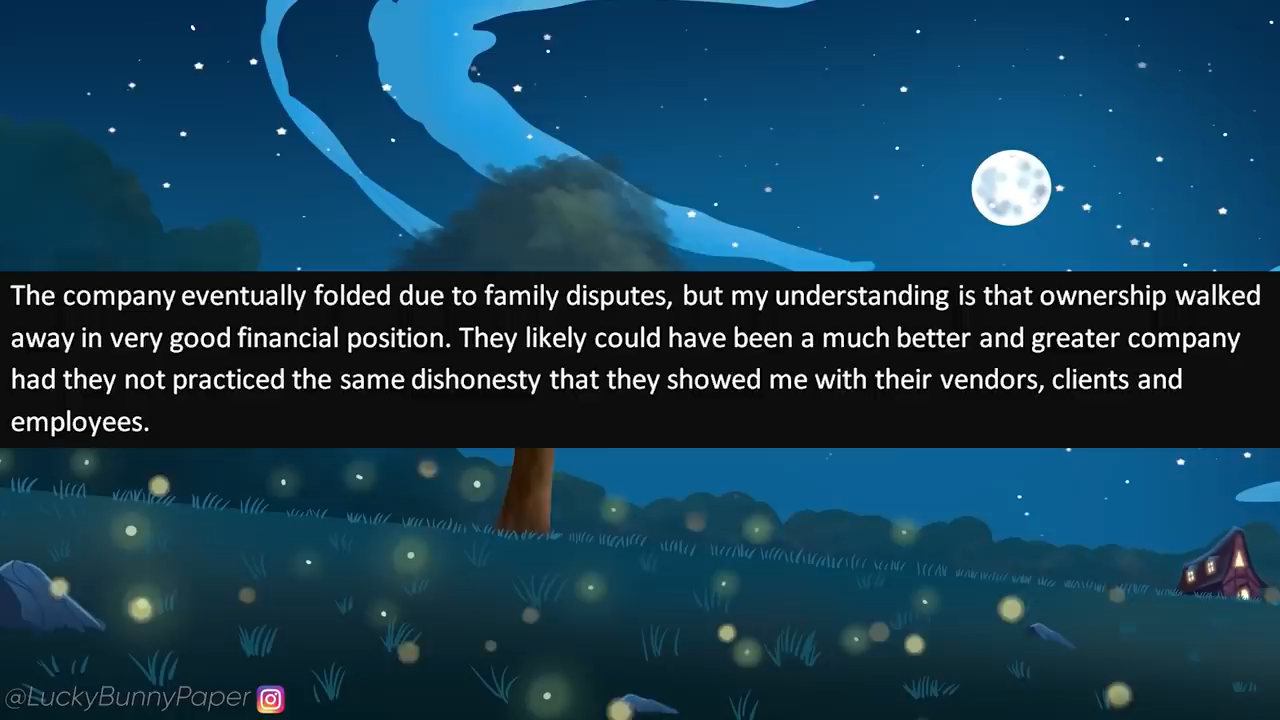 The company eventually folded due to family disputes, but my understanding is that ownership walked
away in very good financial position. They likely could have been a much better and greater company
had they not practiced the same dishonesty that they showed me with their vendors, clients and
employees.
@LuckyBunnyPaper